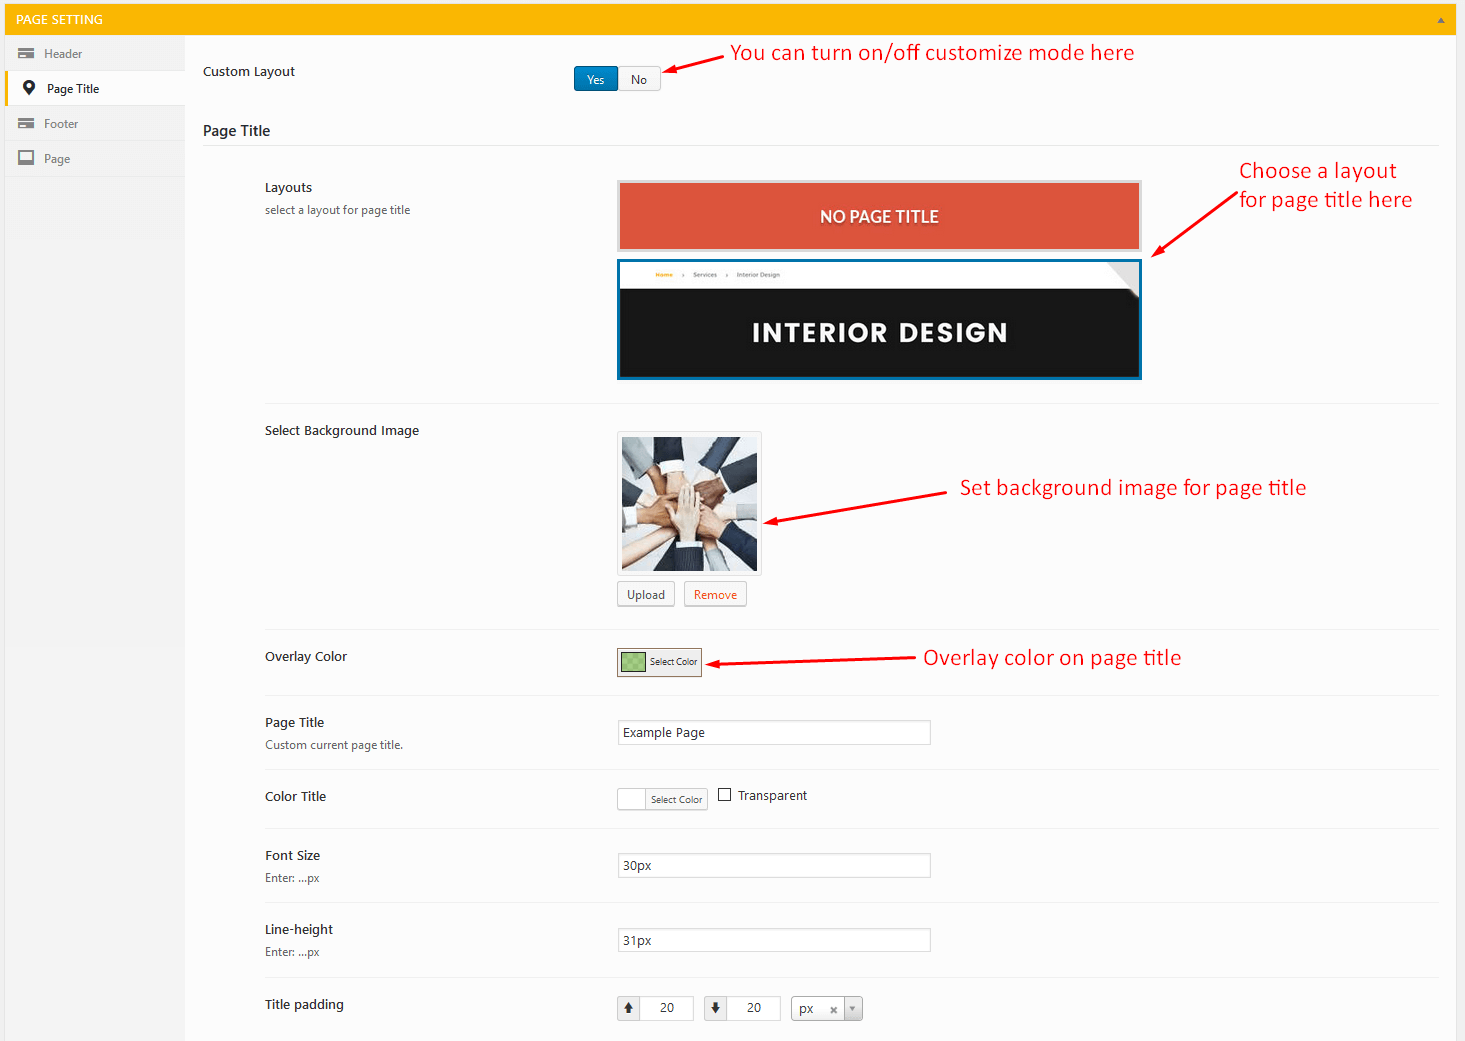 PAGE SETTING
Header
Page Title
Footer
Page
Custom Layout
Yes
No
You can turn on/off customize mode here
Page Title
Layouts
select a layout for page title
NO PAGE TITLE
Home › Services › Interior Design
INTERIOR DESIGN
Choose a layout
for page title here
Select Background Image
Set background image for page title
Upload
Remove
Overlay Color
Select Color
Overlay color on page title
Page Title
Custom current page title.
Example Page
Color Title
Select Color
Transparent
Font Size
Enter: ...px
30px
Line-height
Enter: ...px
31px
Title padding
20
20
px